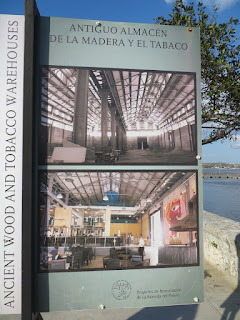 ANTIGUO ALMACÉN
DE LA MADERA Y EL TABACO
ANCIENT WOOD AND TOBACCO WAREHOUSES